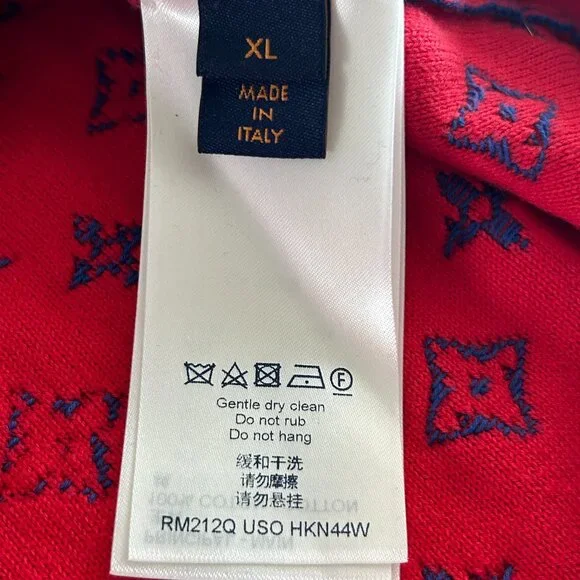 XL
MADE
IN
ITALY
F
Gentle dry clean
Do not rub
Do not hang
缓和干洗
请勿摩擦
请勿悬挂
RM212Q USO HKN44W